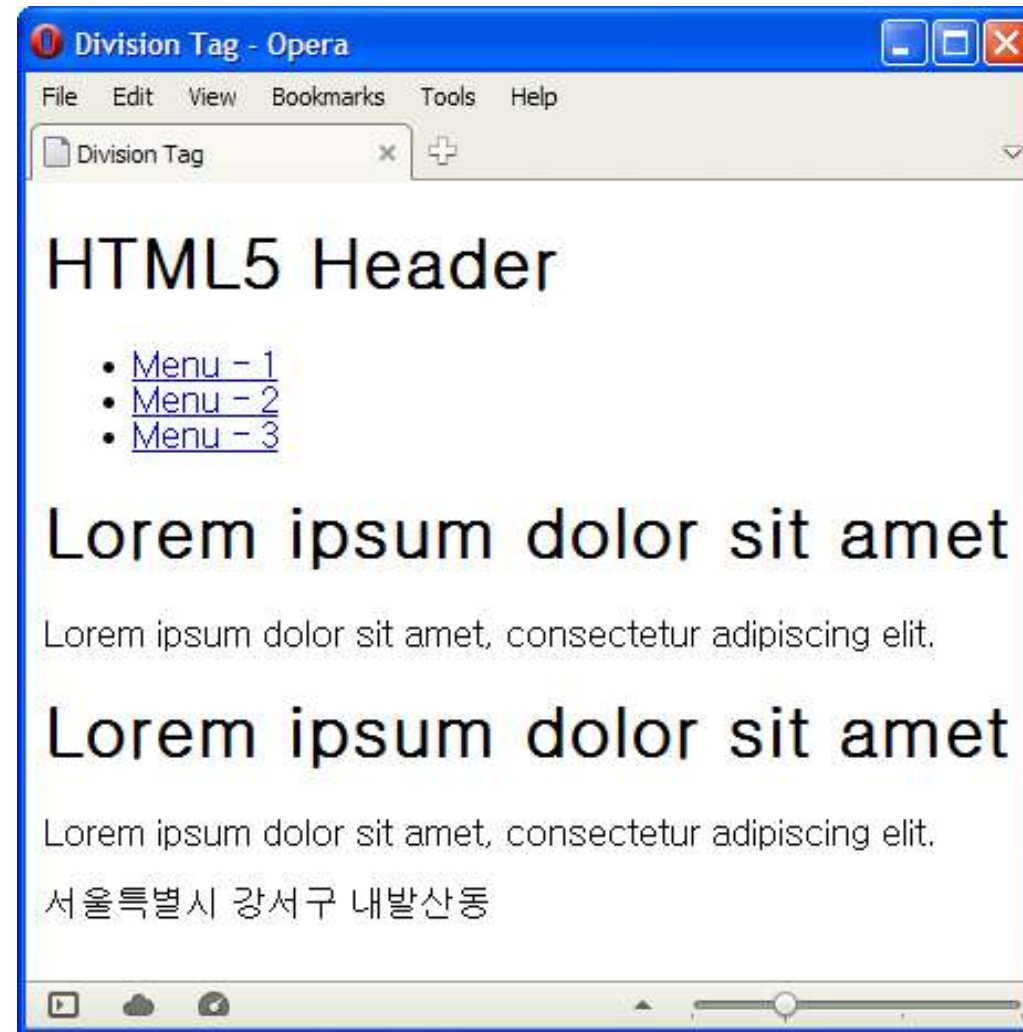 Division Tag - Opera
File Edit View Bookmarks Tools Help
Division Tag
HTML5 Header
Menu - 1
Menu - 2
Menu - 3
Lorem ipsum dolor sit amet
Lorem ipsum dolor sit amet, consectetur adipiscing elit.
Lorem ipsum dolor sit amet
Lorem ipsum dolor sit amet, consectetur adipiscing elit.
서울특별시 강서구 내발산동